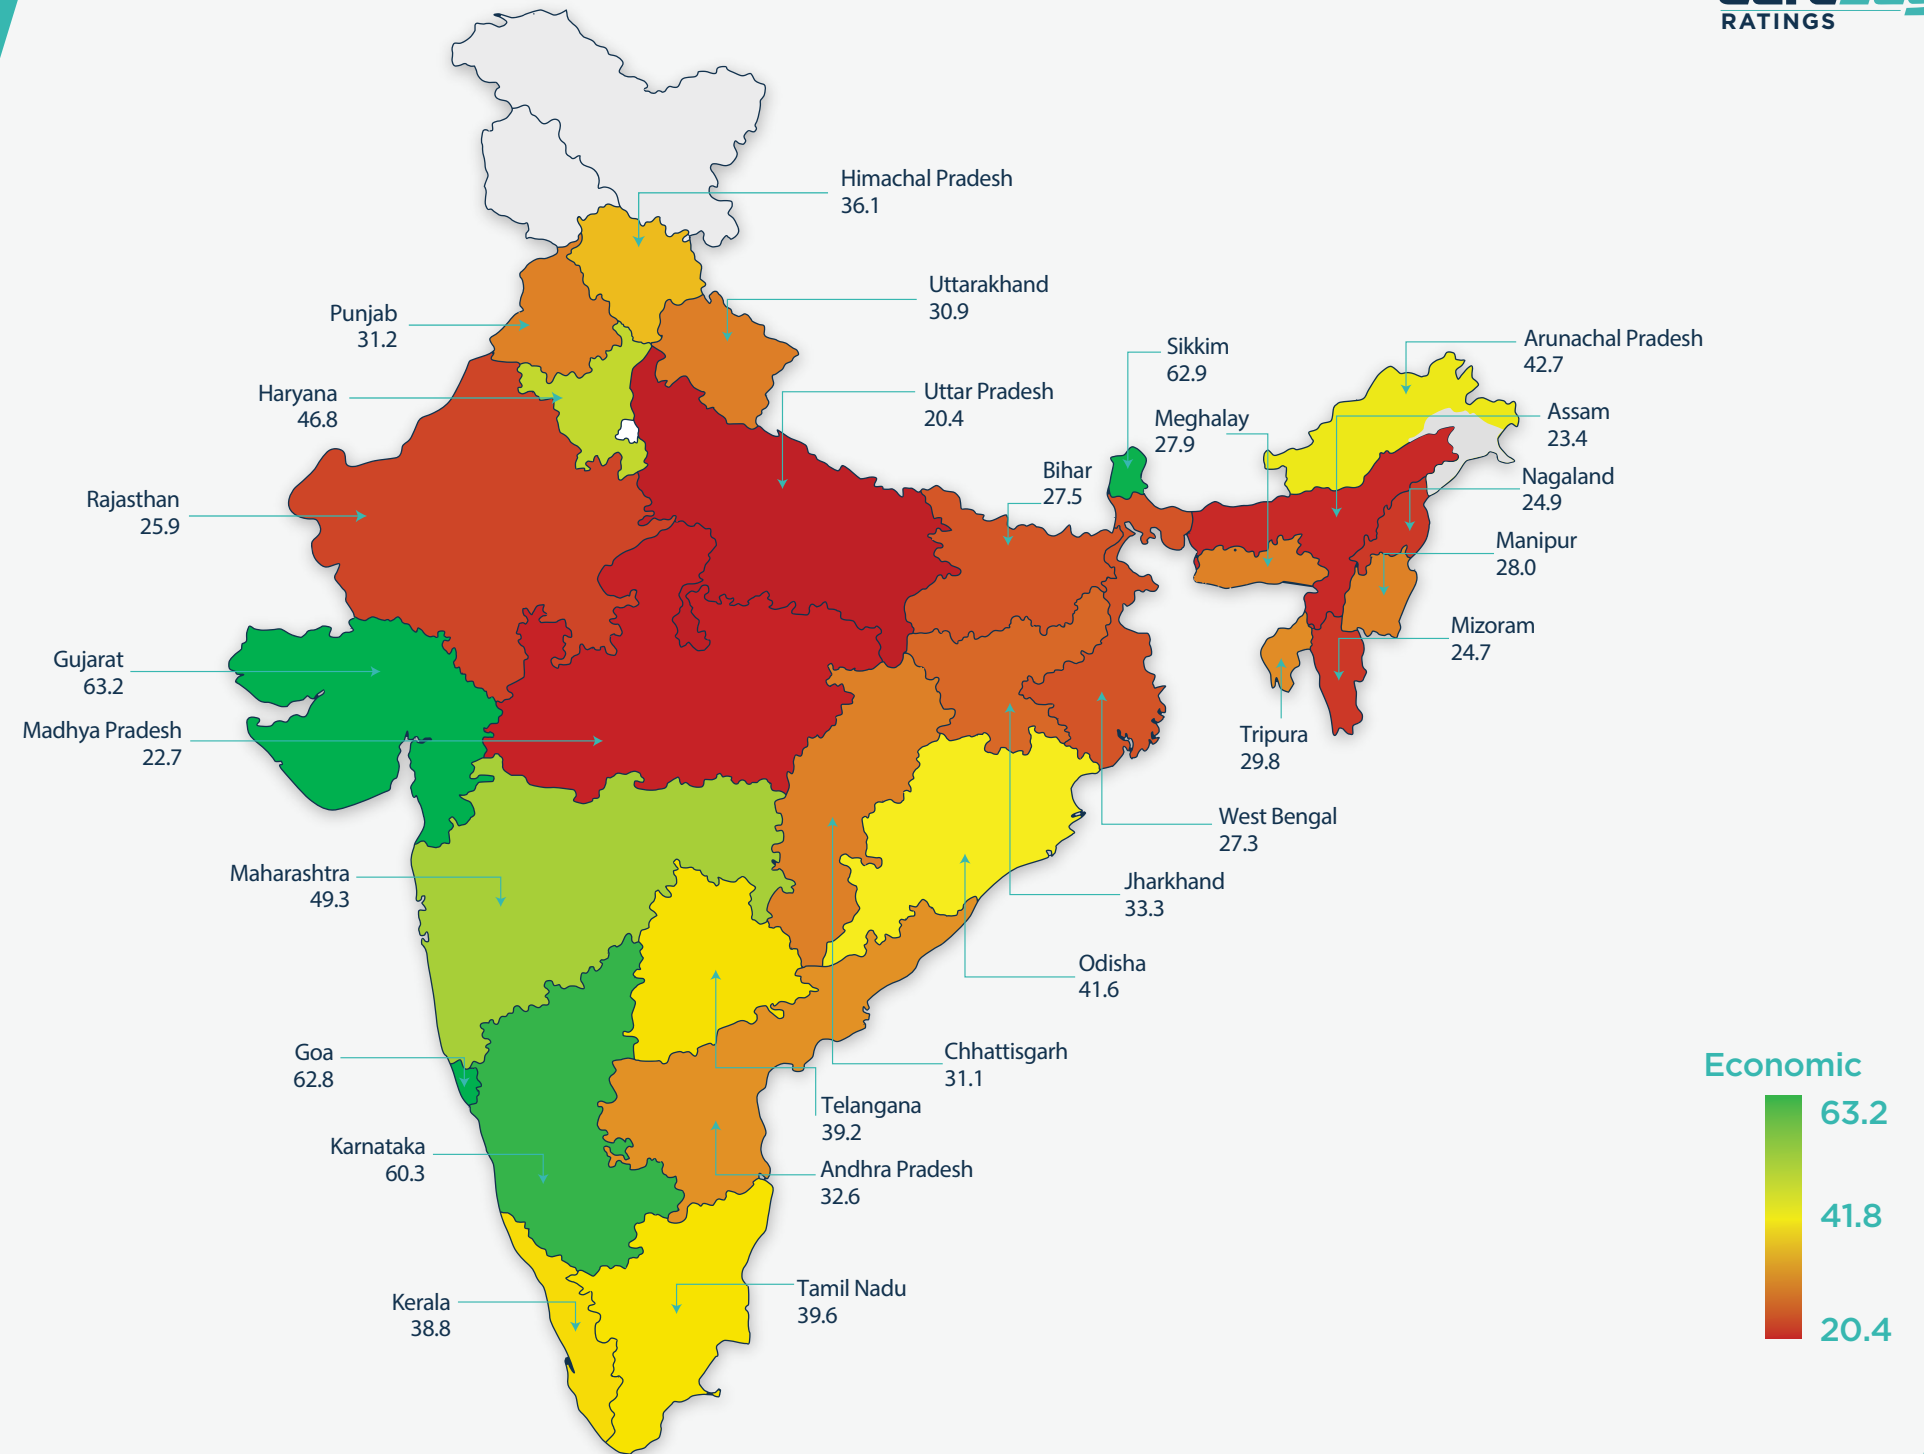 RATINGS
Himachal Pradesh
36.1
Uttarakhand
30.9
Punjab
31.2
Sikkim
62.9
Arunachal Pradesh
42.7
Haryana
46.8
Uttar Pradesh
20.4
Meghalay
27.9
Assam
23.4
Bihar
27.5
Nagaland
24.9
Rajasthan
25.9
Manipur
28.0
Mizoram
24.7
Gujarat
63.2
Madhya Pradesh
22.7
Tripura
29.8
West Bengal
27.3
Maharashtra
49.3
Jharkhand
33.3
Odisha
41.6
Goa
62.8
Chhattisgarh
31.1
Telangana
39.2
Karnataka
60.3
Andhra Pradesh
32.6
Kerala
38.8
Tamil Nadu
39.6
Economic
63.2
41.8
20.4